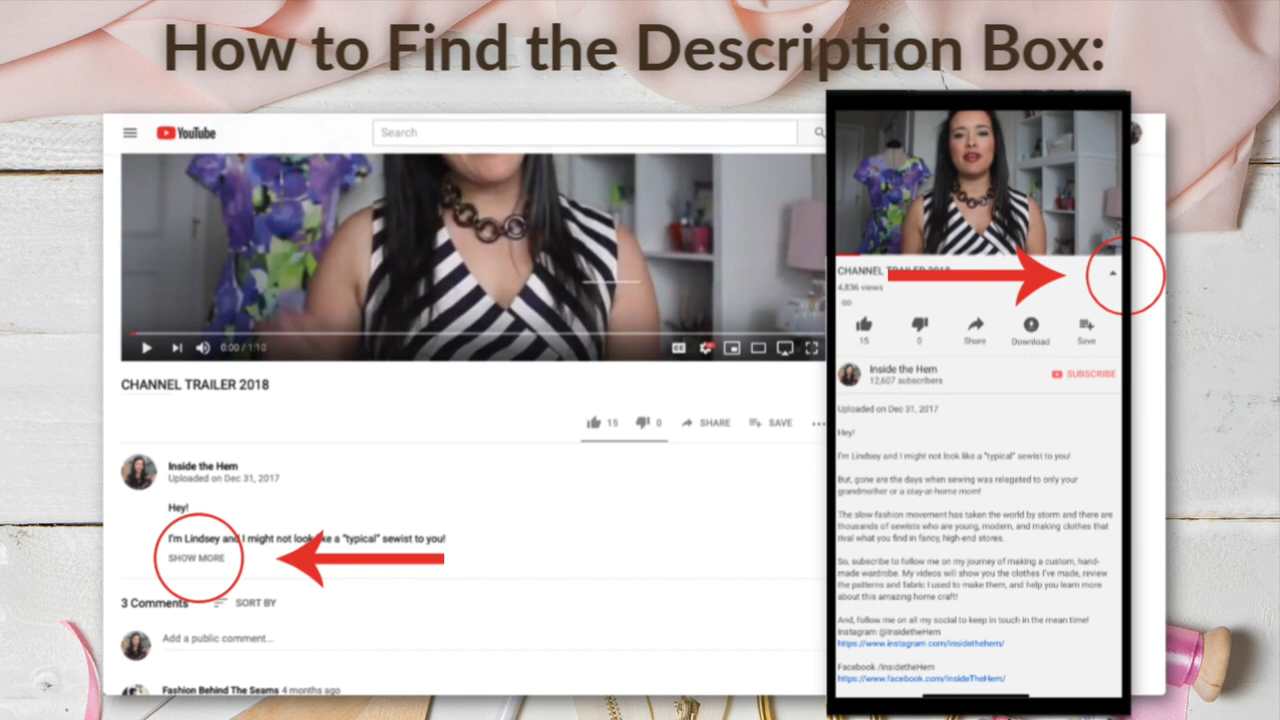 How to Find the Description Box:
YouTube
Search
0:00 / 1:10
CC
CHANNEL TRAILER 2018
15
0
SHARE
SAVE
Inside the Hem
Uploaded on Dec 31, 2017
Hey!
I'm Lindsey and I might not look like a "typical" sewist to you!
SHOW MORE
3 Comments
SORT BY
Add a public comment...
Fashion Behind The Seams 4 months ago
CHANNEL TRAILER 2018
4,836 views
15
0
Share
Download
Save
Inside the Hem
12,607 subscribers
SUBSCRIBE
Uploaded on Dec 31, 2017
Hey!
I'm Lindsey and I might not look like a "typical" sewist to you!
But, gone are the days when sewing was relegated to only your
grandmother or a stay-at-home mom!
The slow fashion movement has taken the world by storm and there are
thousands of sewists who are young, modern, and making clothes that
rival what you find in fancy, high-end stores.
So, subscribe to follow me on my journey of making a custom, hand-
made wardrobe. My videos will show you the clothes I've made, review
the patterns and fabric I used to make them, and help you learn more
about this amazing home craft!
And, follow me on all my social to keep in touch in the mean time!
Instagram @InsidetheHem
https://www.instagram.com/insidethehem/
Facebook /InsidetheHem
https://www.facebook.com/InsideTheHem/